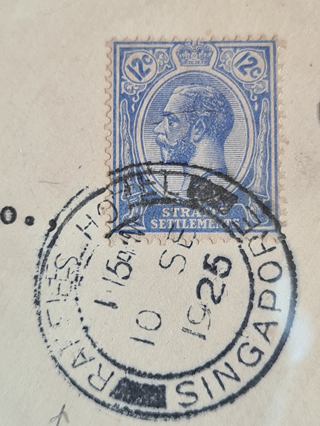 12c 12c
STRAITS
SETTLEMENTS
RAFFLES HOTEL
10 SE
1925
SINGAPORE
o..